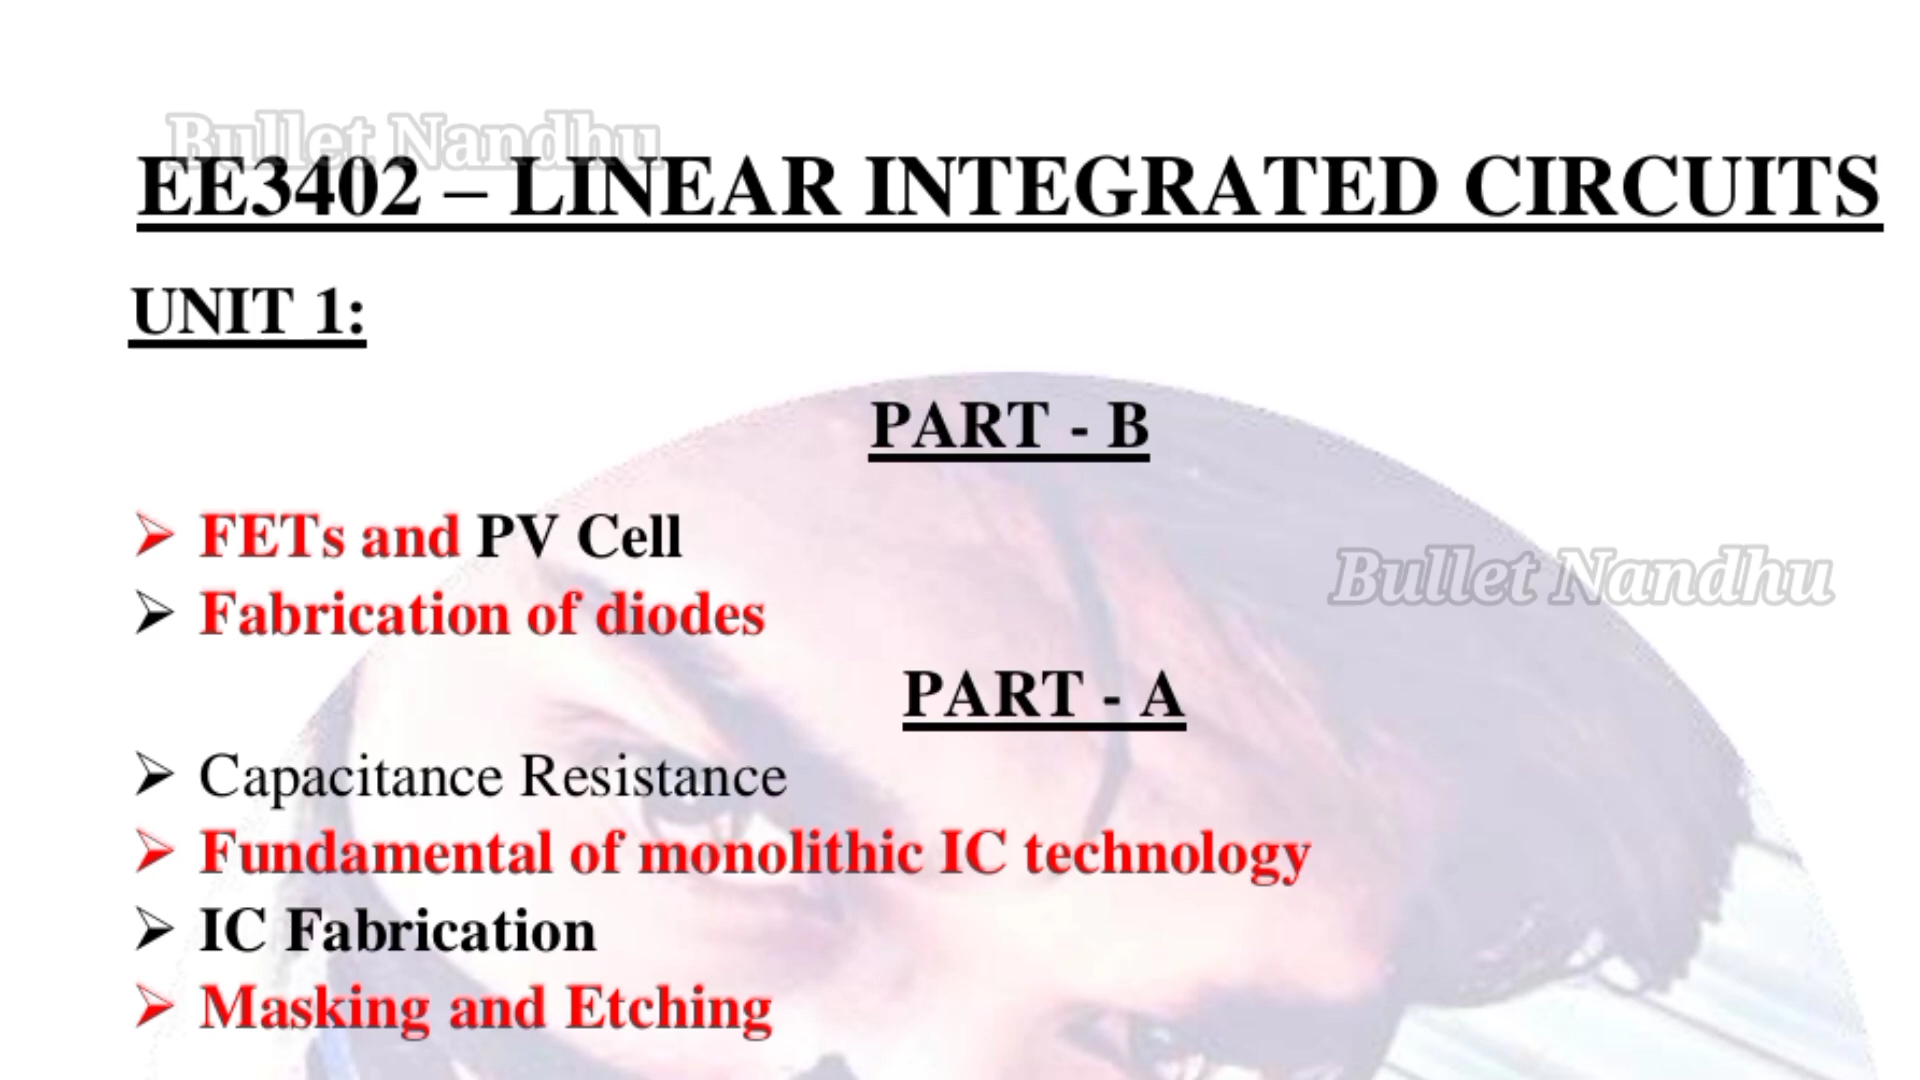 Bullet Nandhu
EE3402 – LINEAR INTEGRATED CIRCUITS
UNIT 1:
PART - B
➢ FETs and PV Cell
Bullet Nandhu
➢ Fabrication of diodes
PART - A
➢ Capacitance Resistance
➢ Fundamental of monolithic IC technology
➢ IC Fabrication
➢ Masking and Etching